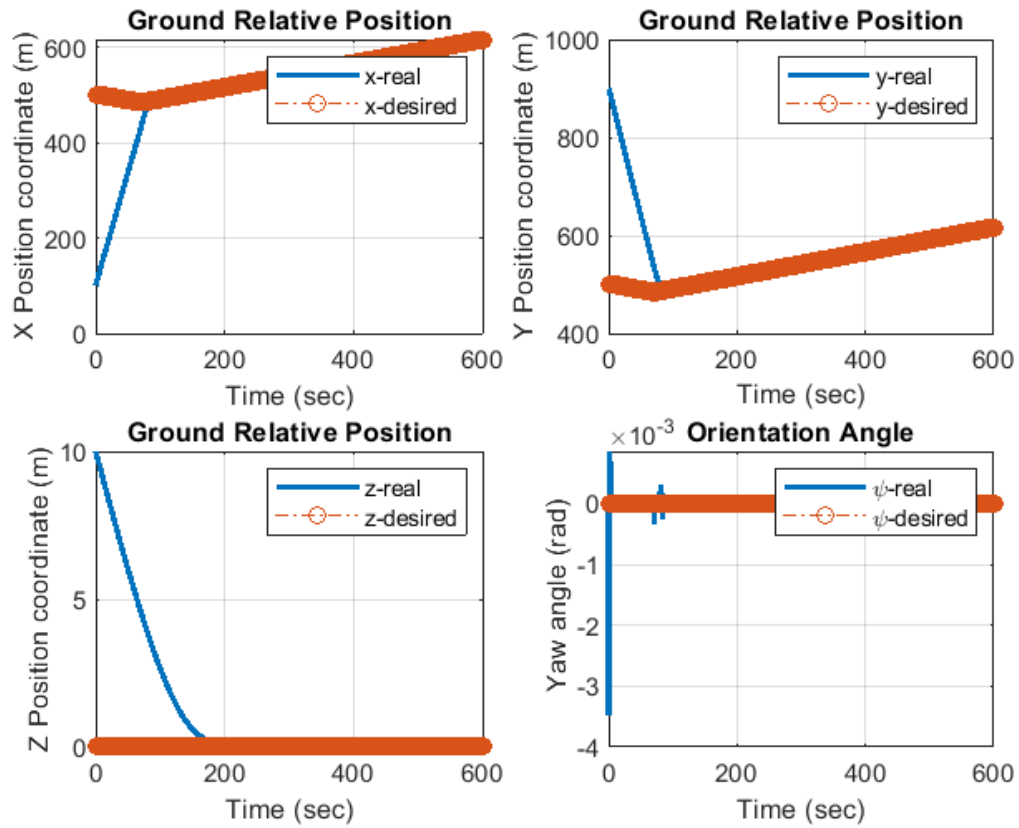 Ground Relative Position
X Position coordinate (m)
600
400
200
0
x-real
x-desired
0 200 400 600
Time (sec)
Ground Relative Position
Y Position coordinate (m)
1000
800
600
400
y-real
y-desired
0 200 400 600
Time (sec)
Ground Relative Position
Z Position coordinate (m)
10
5
0
z-real
z-desired
0 200 400 600
Time (sec)
×10⁻³ Orientation Angle
Yaw angle (rad)
0
-1
-2
-3
-4
ψ-real
ψ-desired
0 200 400 600
Time (sec)